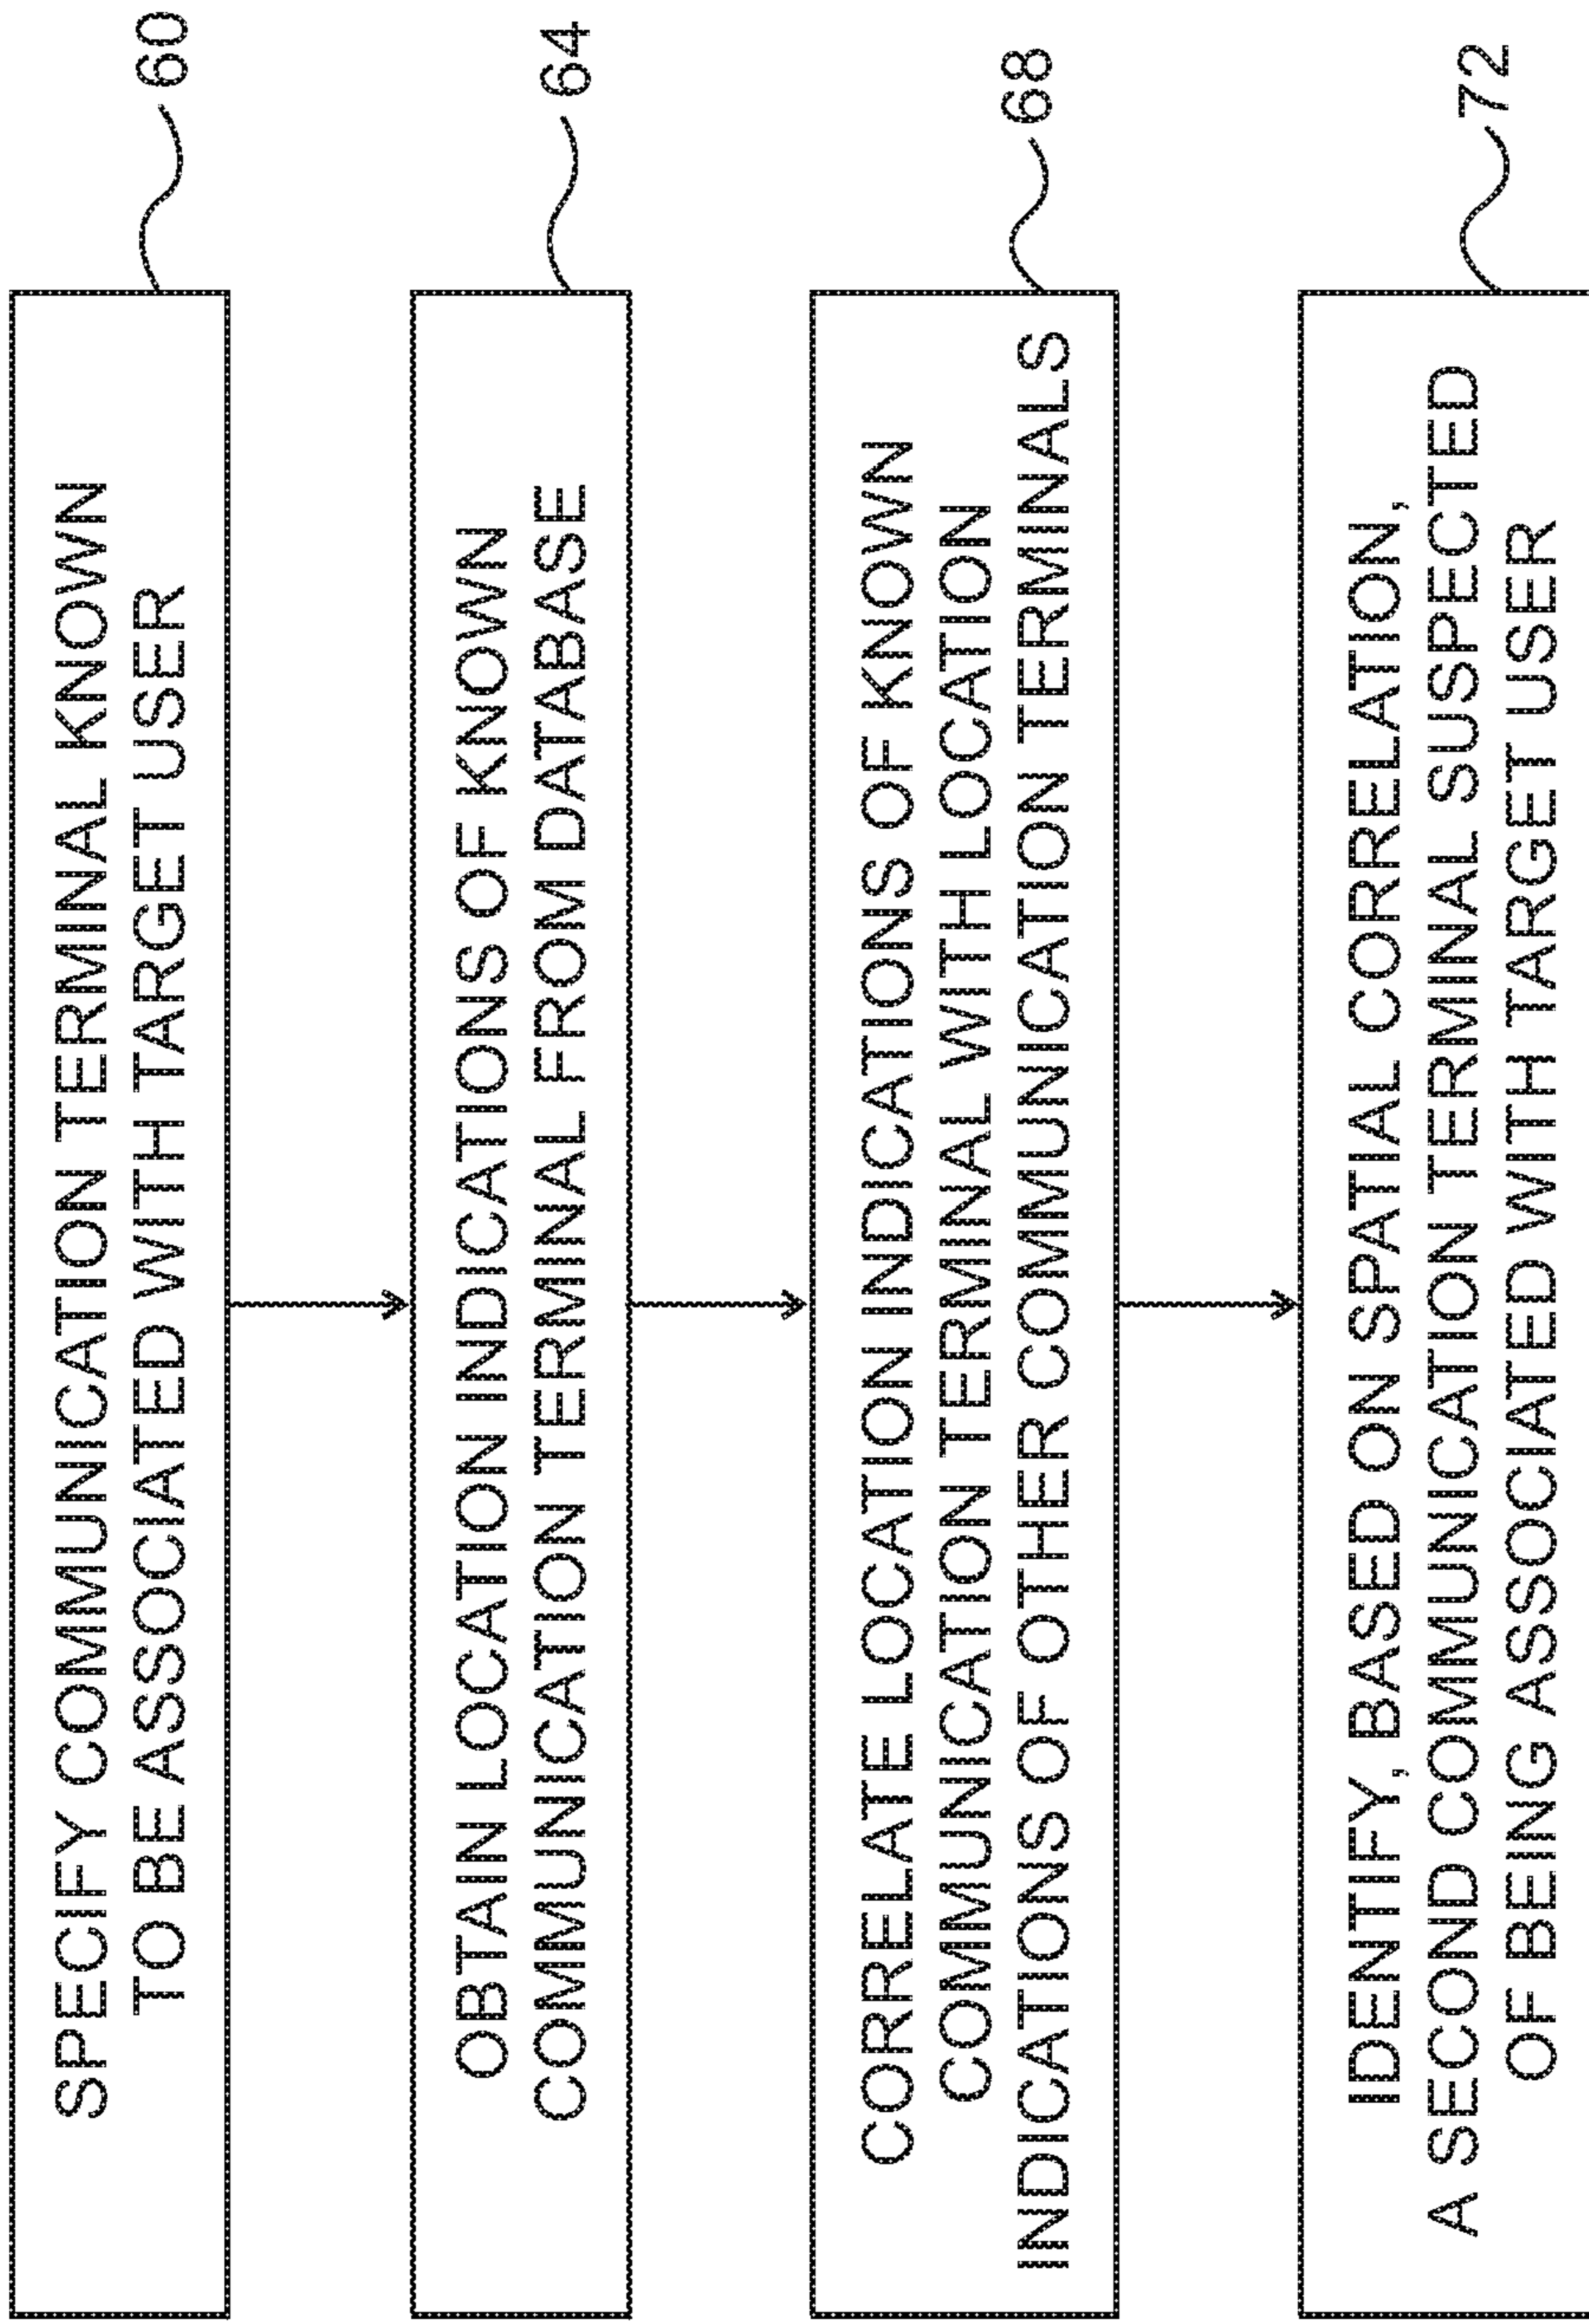 SPECIFY COMMUNICATION TERMINAL KNOWN
TO BE ASSOCIATED WITH TARGET USER
60
OBTAIN LOCATION INDICATIONS OF KNOWN
COMMUNICATION TERMINAL FROM DATABASE
64
CORRELATE LOCATION INDICATIONS OF KNOWN
COMMUNICATION TERMINAL WITH LOCATION
INDICATIONS OF OTHER COMMUNICATION TERMINALS
68
IDENTIFY, BASED ON SPATIAL CORRELATION,
A SECOND COMMUNICATION TERMINAL SUSPECTED
OF BEING ASSOCIATED WITH TARGET USER
72